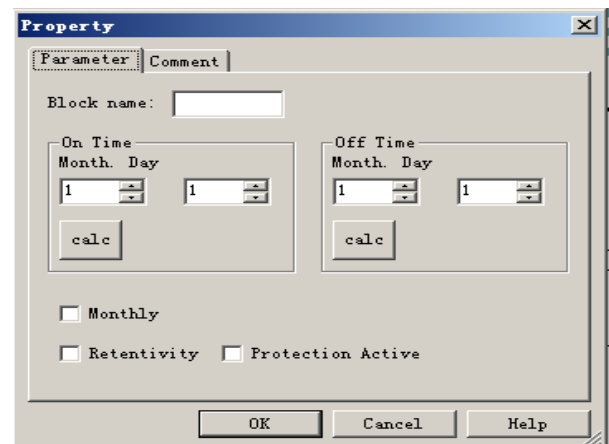 Property
Parameter Comment
Block name:
On Time Off Time
Month. Day Month. Day
1 1 1 1
calc calc
Monthly
Retentivity Protection Active
OK Cancel Help